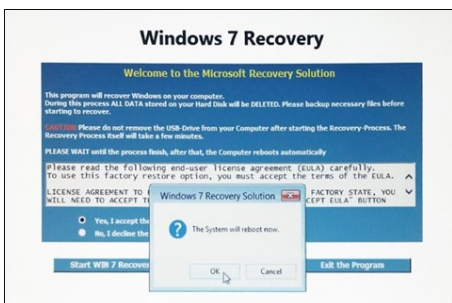 Windows 7 Recovery
Welcome to the Microsoft Recovery Solution
This program will recover Windows on your computer.
During this process ALL DATA stored on your Hard Disk will be DELETED. Please backup necessary files before
starting to recover.
CAUTION: Please do not remove the USB-Drive from your Computer after starting the Recovery-Process. The
Recovery Process itself will take a few minutes.
PLEASE WAIT until the process finish, after that, the Computer reboots automatically
Please read the following end-user license agreement (EULA) carefully.
To use this factory restore option, you must accept the terms of the EULA.
LICENSE AGREEMENT TO FACTORY STATE, YOU
WILL NEED TO ACCEPT CEPT EULA" BUTTON
Windows 7 Recovery Solution
Yes, I accept the
The System will reboot now.
No, I decline the
Start WIN 7 Recover
OK
Cancel
Exit the Program